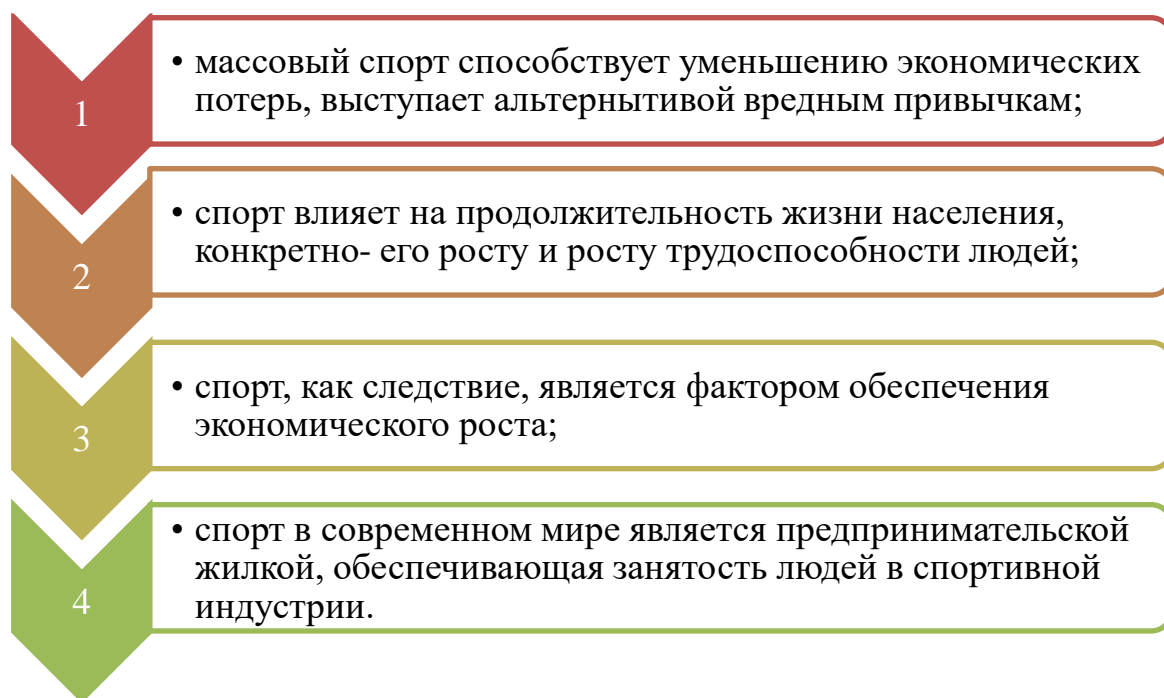 1
• массовый спорт способствует уменьшению экономических
потерь, выступает альтернытивой вредным привычкам;
2
• спорт влияет на продолжительность жизни населения,
конкретно- его росту и росту трудоспособности людей;
3
• спорт, как следствие, является фактором обеспечения
экономического роста;
4
• спорт в современном мире является предпринимательской
жилкой, обеспечивающая занятость людей в спортивной
индустрии.